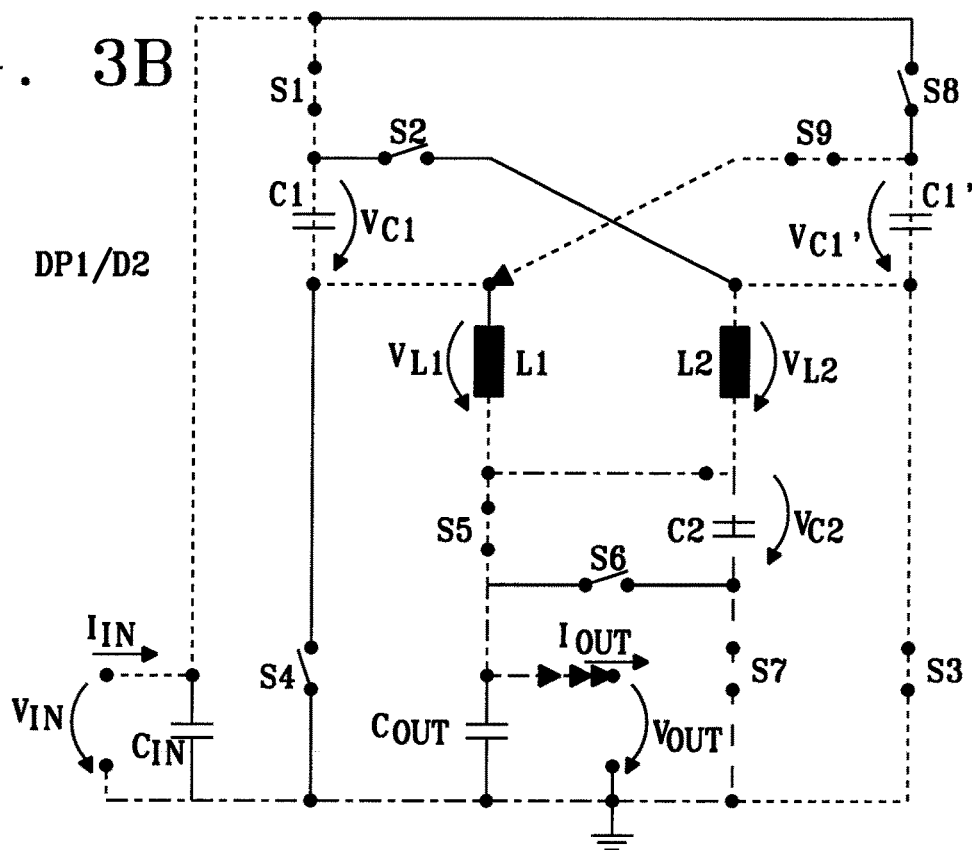 . 3B
S1
S8
S2
S9
C1
VC1
C1'
VC1'
DP1/D2
VL1
L1
L2
VL2
S5
C2
VC2
S6
IIN
IOUT
S4
S7
S3
VIN
CIN
COUT
VOUT